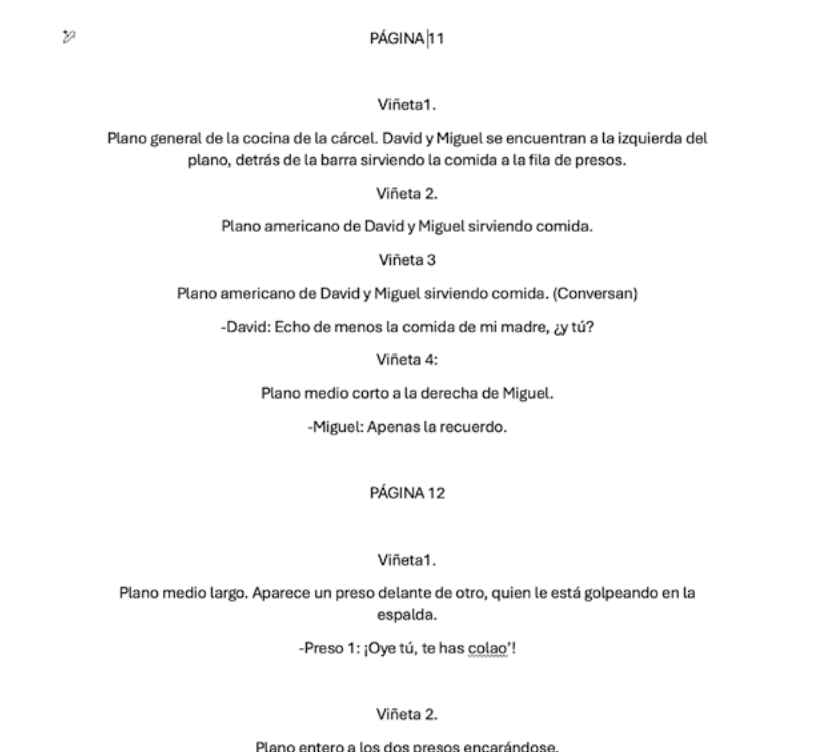 PÁGINA 11
Viñeta1.
Plano general de la cocina de la cárcel. David y Miguel se encuentran a la izquierda del
plano, detrás de la barra sirviendo la comida a la fila de presos.
Viñeta 2.
Plano americano de David y Miguel sirviendo comida.
Viñeta 3
Plano americano de David y Miguel sirviendo comida. (Conversan)
-David: Echo de menos la comida de mi madre, ¿y tú?
Viñeta 4:
Plano medio corto a la derecha de Miguel.
-Miguel: Apenas la recuerdo.
PÁGINA 12
Viñeta1.
Plano medio largo. Aparece un preso delante de otro, quien le está golpeando en la
espalda.
-Preso 1: ¡Oye tú, te has colao’!
Viñeta 2.
Plano entero a los dos presos encarándose.